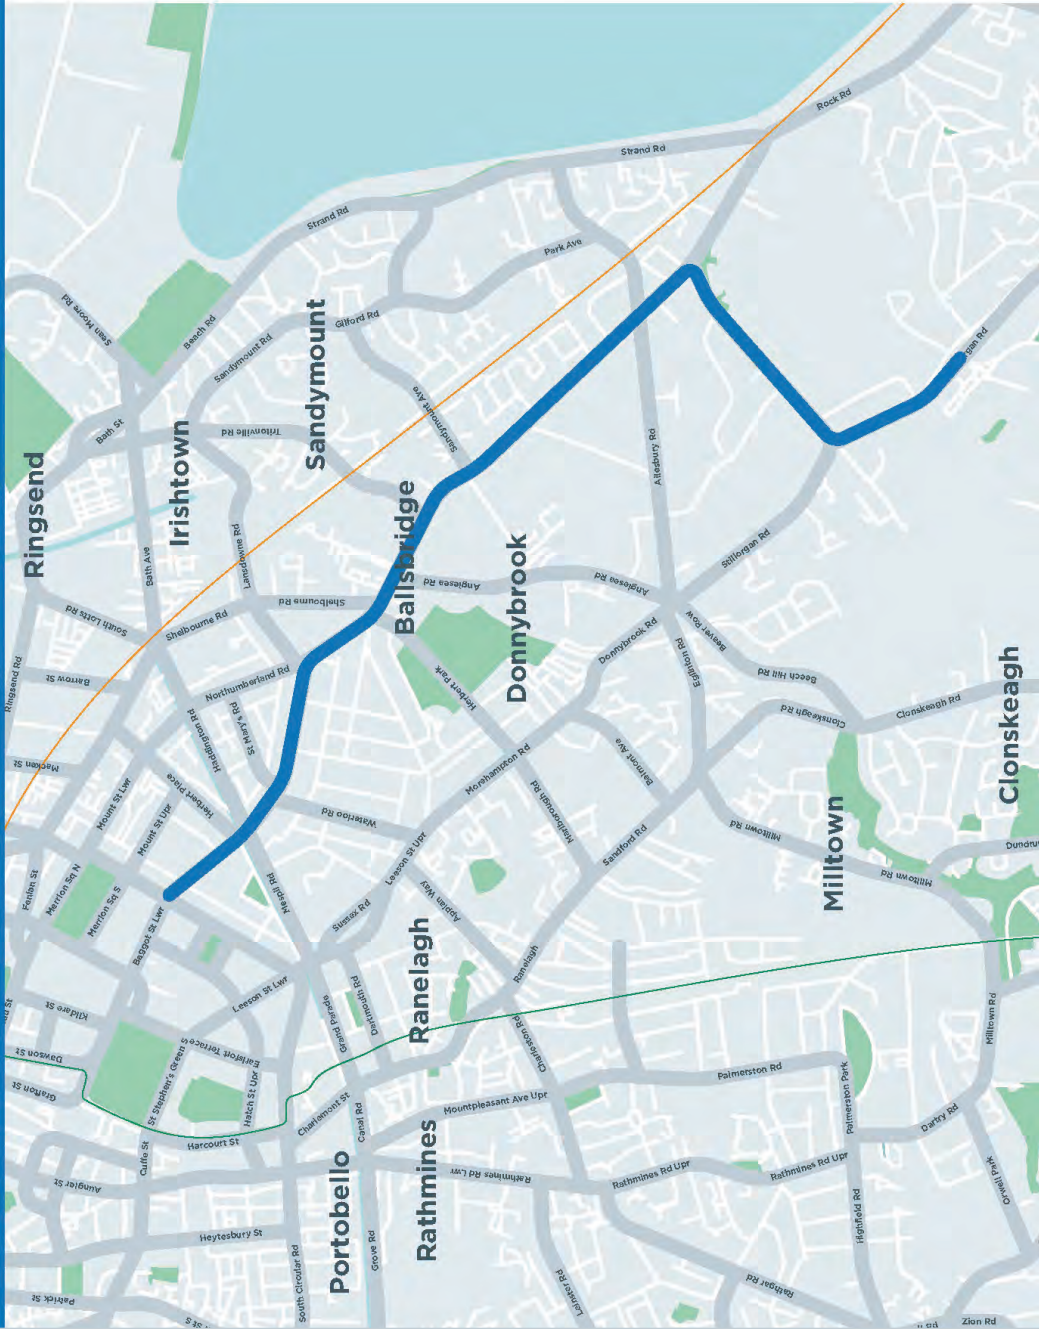 Rock Rd
Strand Rd
Strand Rd
Park Ave
Sean Moore Rd
Beach Rd
Gilford Rd
Sandymount Rd
Sandymount
Sandymount Ave
Bath St
Tritonville Rd
Irishtown
Ringsend
Ballsbridge
Ailesbury Rd
Bath Ave
Lansdowne Rd
Stillorgan Rd
Donnybrook
Anglesea Rd
Anglesea Rd
Shelbourne Rd
Shelbourne Rd
South Lotts Rd
Ringsend Rd
Barrow St
Northumberland Rd
Herbert Park
Donnybrook Rd
Eglinton Rd
Beaver Row
Beech Hill Rd
Clonskeagh Rd
Clonskeagh Rd
Clonskeagh
Haddington Rd
St Mary's Rd
Macken St
Mount St Lwr
Mount St Upr
Herbert Place
Waterloo Rd
Morehampton Rd
Belmont Ave
Marlborough Rd
Sandford Rd
Milltown Rd
Milltown Rd
Milltown
Fenian St
Merrion Sq N
Merrion Sq S
Baggot St Lwr
Mespil Rd
Leeson St Upr
Appian Way
Sussex Rd
Ranelagh
Ranelagh
Leeson St Lwr
Dartmouth Rd
Grand Parade
Kildare St
Dawson St
Grafton St
St Stephen's Green S
Earlsfort Terrace
Hatch St Upr
Harcourt St
Charlemont St
Canal Rd
Charleston Rd
Mountpleasant Ave Upr
Palmerston Rd
Palmerston Park
Milltown Rd
Dartry Rd
Orwell Park
Cuffe St
Aungier St
Heytesbury St
Portobello
Rathmines
Rathmines Rd Lwr
Rathmines Rd Upr
Rathmines Rd Upr
Highfield Rd
South Circular Rd
Grove Rd
Leinster Rd
Rathgar Rd
Patrick St
Zion Rd